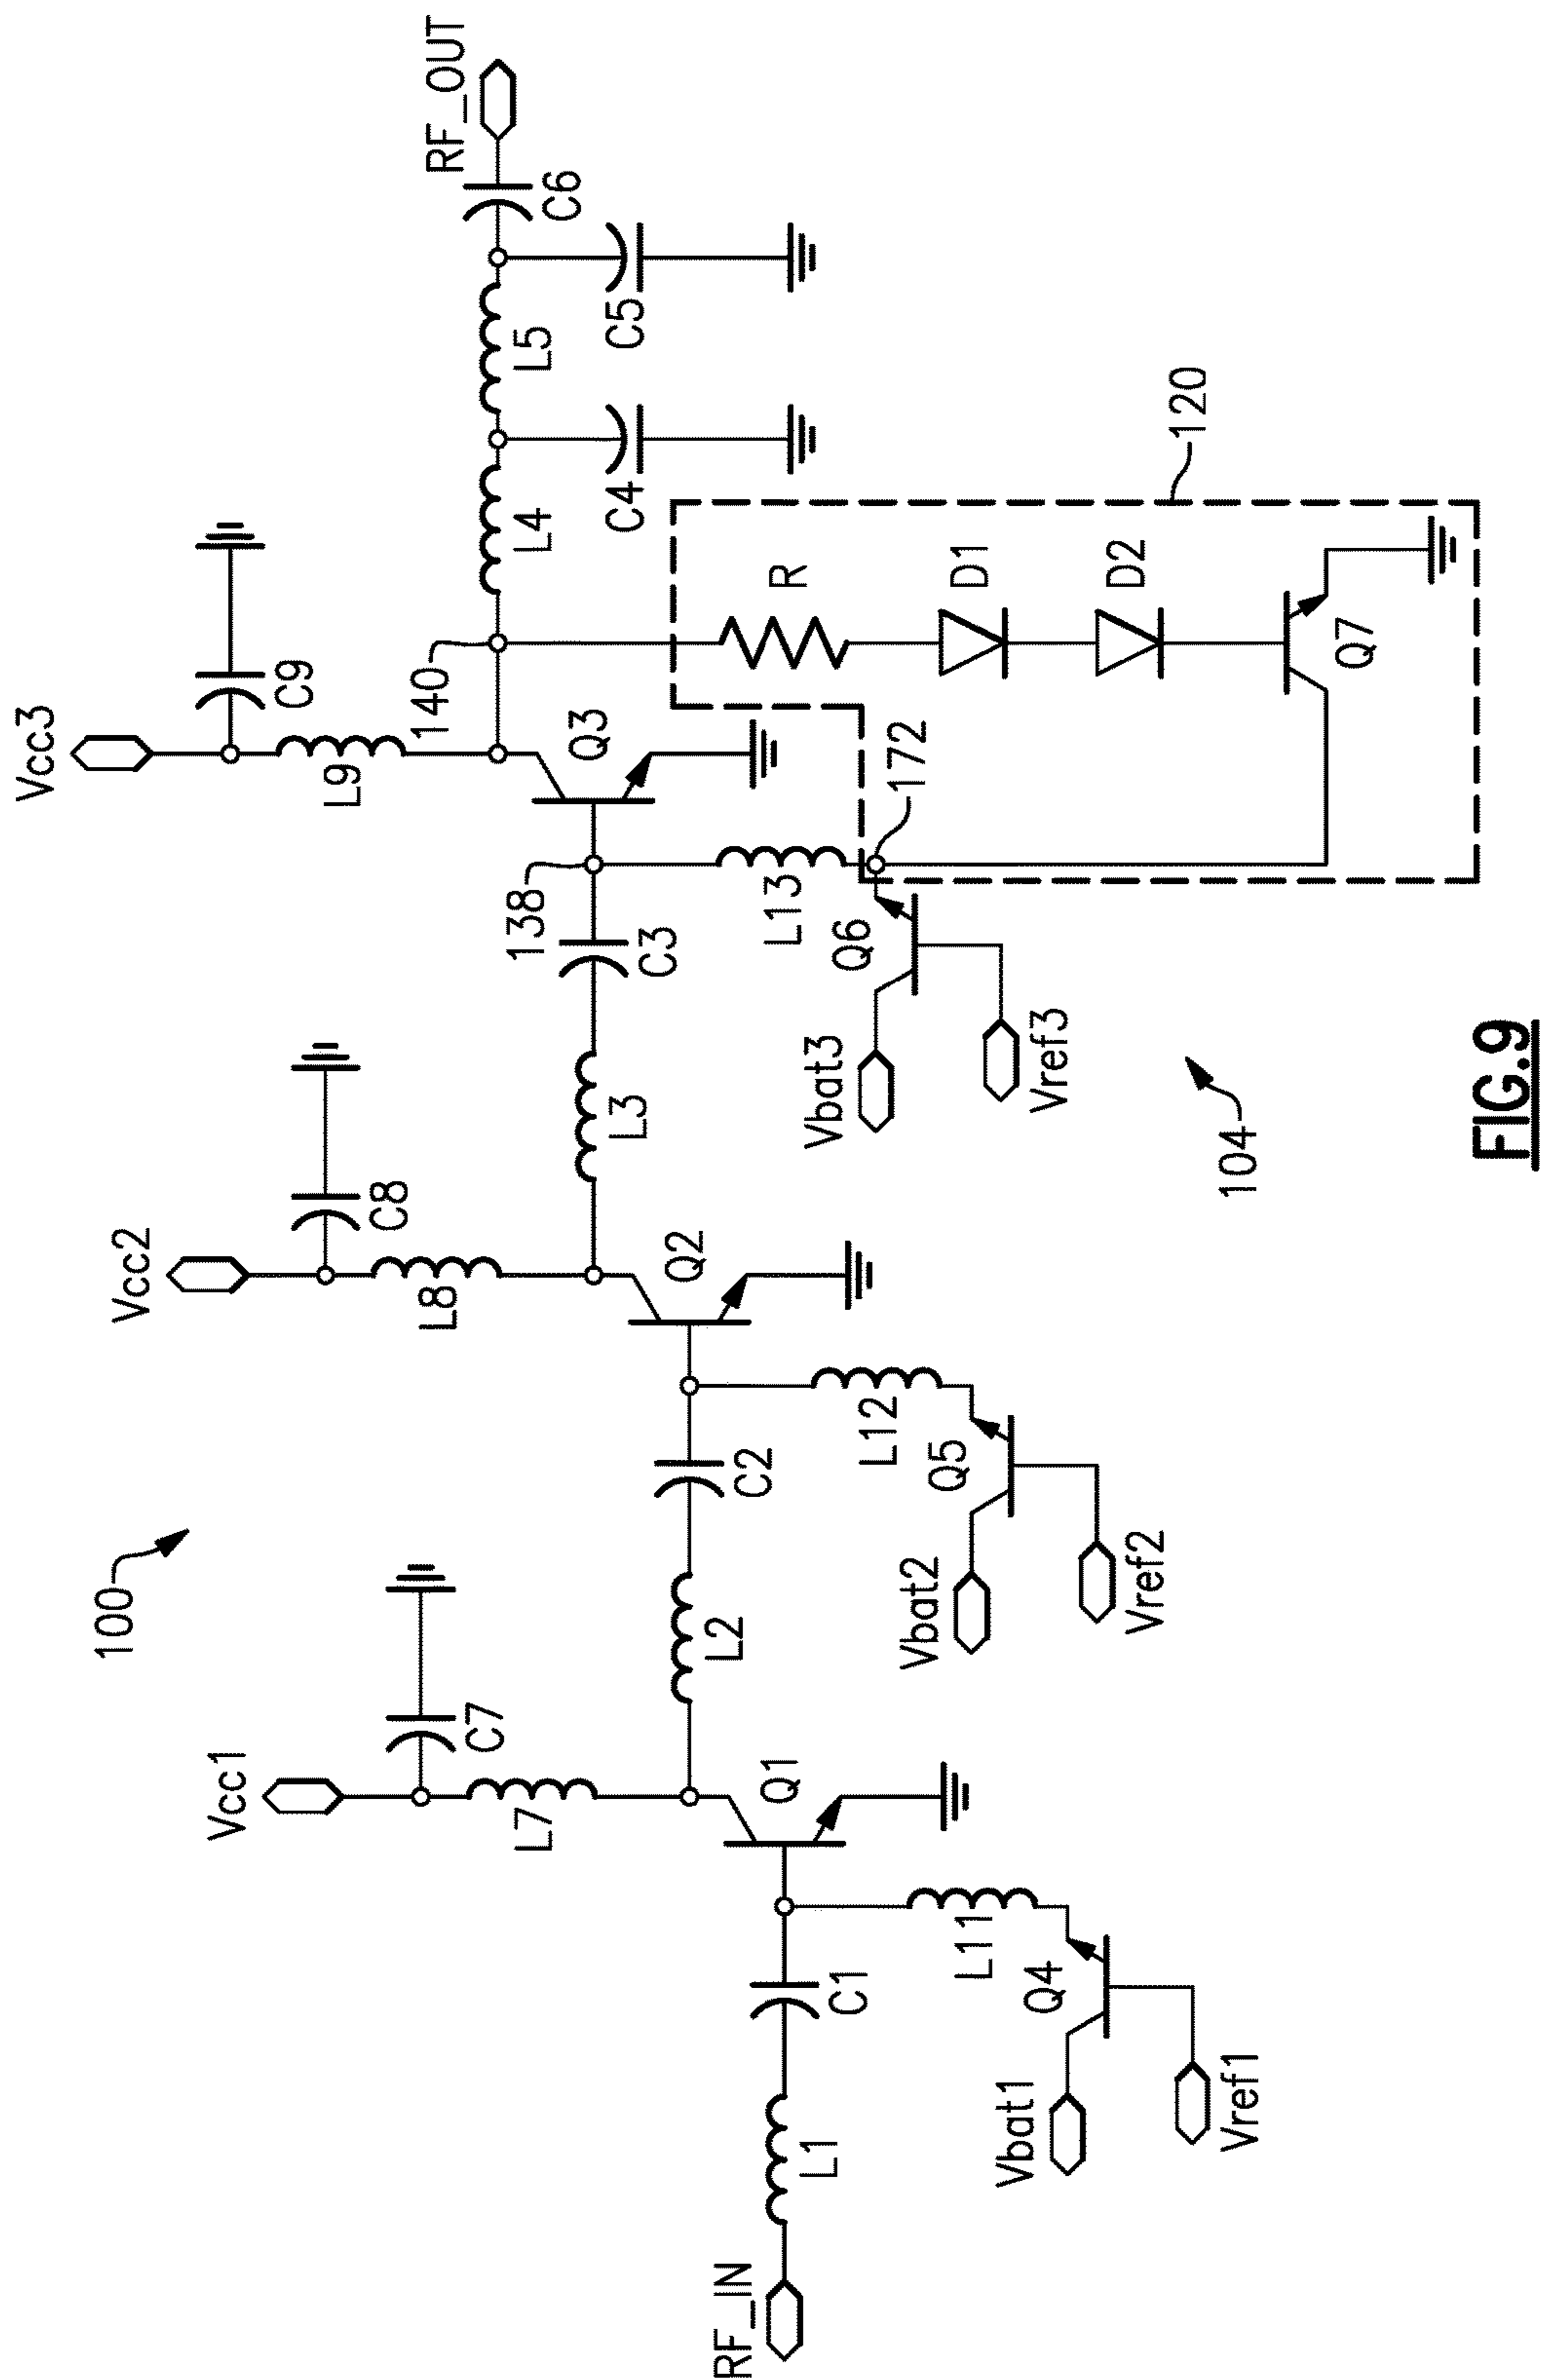 100
Vcc3
C9
L9
140
RF_OUT
C6
L5
C5
L4
C4
Q3
138
C3
L3
Vcc2
C8
L8
Q2
L13
172
R
D1
D2
Q7
120
Q6
Vbat3
Vref3
104
C2
L2
Vcc1
C7
L7
Q1
L12
Q5
Vbat2
Vref2
C1
L1
RF_IN
L11
Q4
Vbat1
Vref1
FIG.9